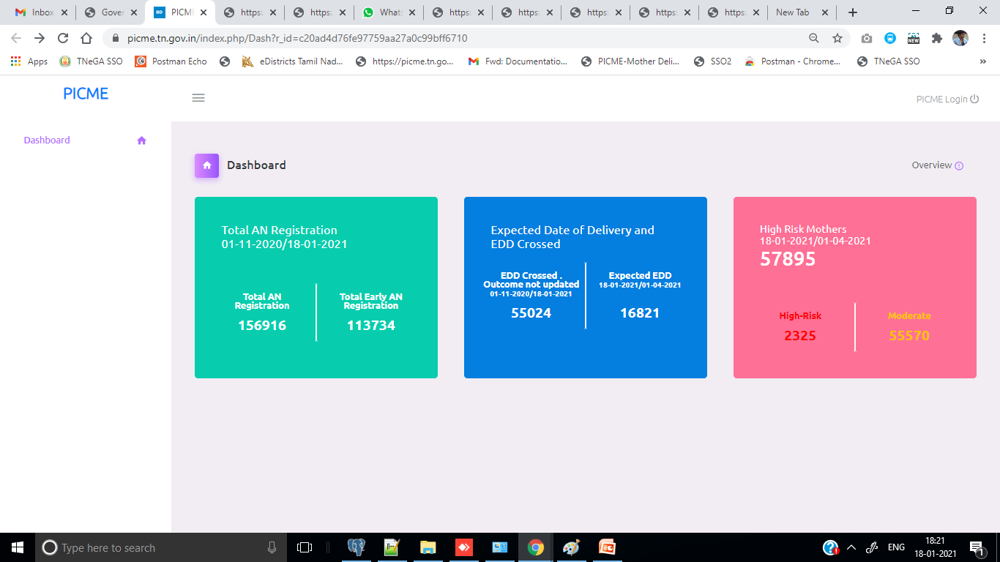 Inbox
Gover
PICME
https:
https:
Whats
https:
https:
https:
https:
https:
New Tab
picme.tn.gov.in/index.php/Dash?r_id=c20ad4d76fe97759aa27a0c99bff6710
NEW
Apps
TNeGA SSO
Postman Echo
eDistricts Tamil Nad...
https://picme.tn.go...
Fwd: Documentatio...
PICME-Mother Deli...
SSO2
Postman - Chrome...
TNeGA SSO
PICME
PICME Login
Dashboard
Dashboard
Overview
Total AN Registration
01-11-2020/18-01-2021
Total AN
Registration
156916
Total Early AN
Registration
113734
Expected Date of Delivery and
EDD Crossed
EDD Crossed .
Outcome not updated
01-11-2020/18-01-2021
55024
Expected EDD
18-01-2021/01-04-2021
16821
High Risk Mothers
18-01-2021/01-04-2021
57895
High-Risk
2325
Moderate
55570
Type here to search
ENG
18:21
18-01-2021
1